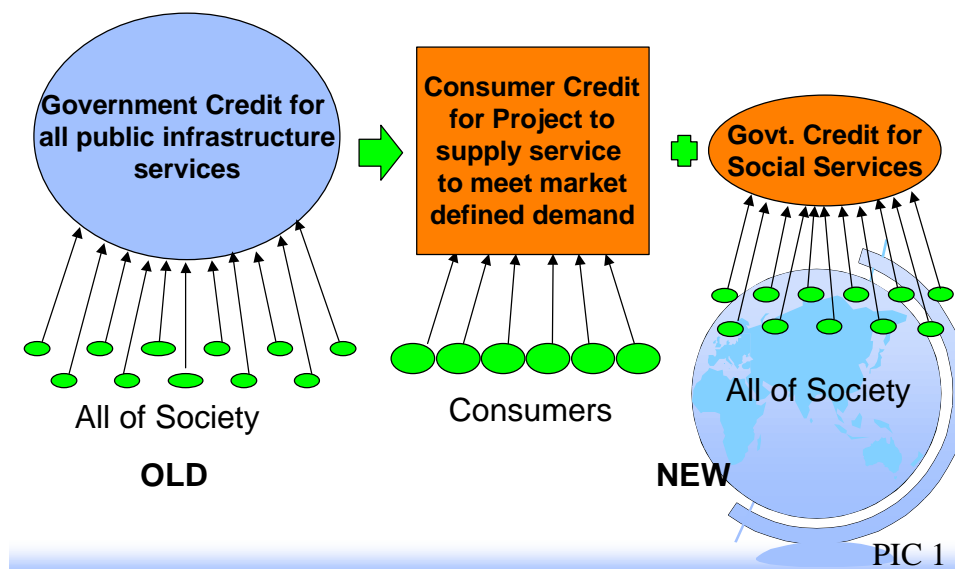 Government Credit for
all public infrastructure
services
Consumer Credit
for Project to
supply service
to meet market
defined demand
Govt. Credit for
Social Services
All of Society
Consumers
All of Society
OLD
NEW
PIC 1